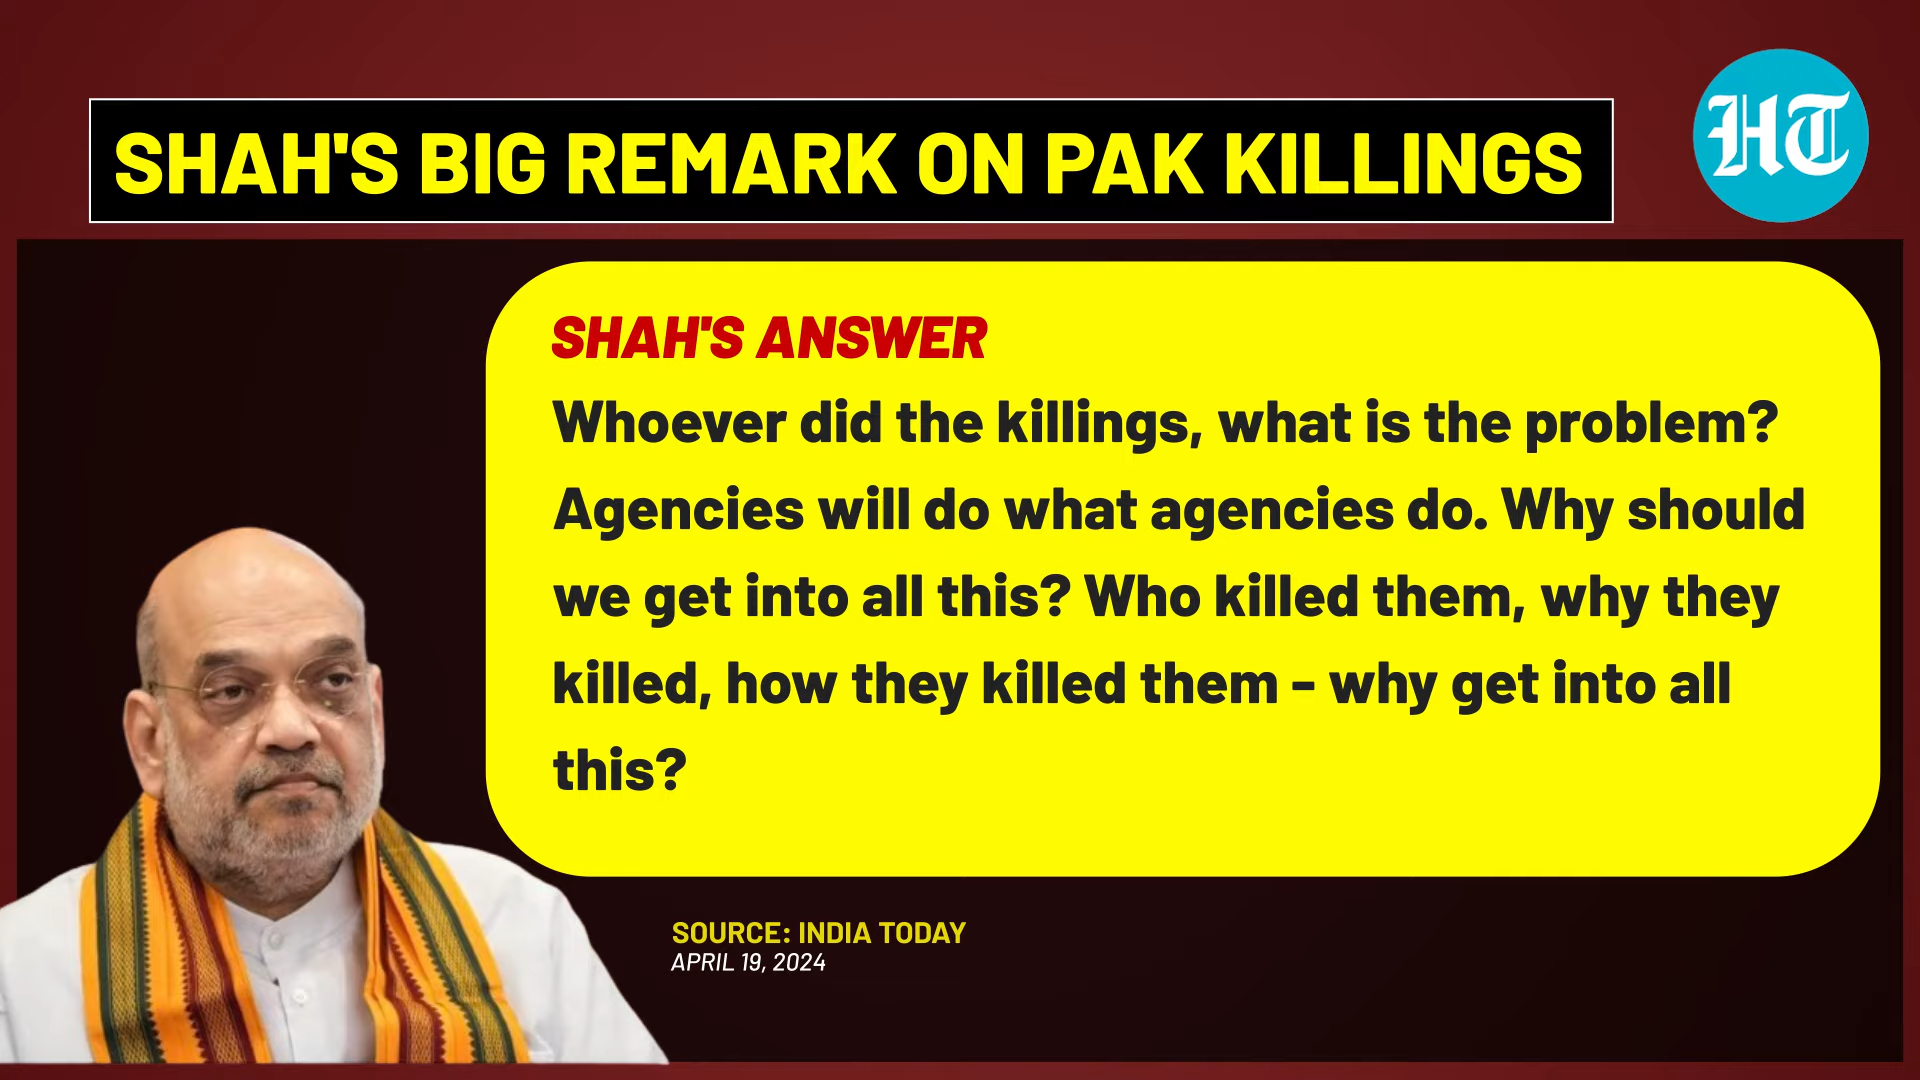 SHAH'S BIG REMARK ON PAK KILLINGS
HT
SHAH'S ANSWER
Whoever did the killings, what is the problem?
Agencies will do what agencies do. Why should
we get into all this? Who killed them, why they
killed, how they killed them - why get into all
this?
SOURCE: INDIA TODAY
APRIL 19, 2024